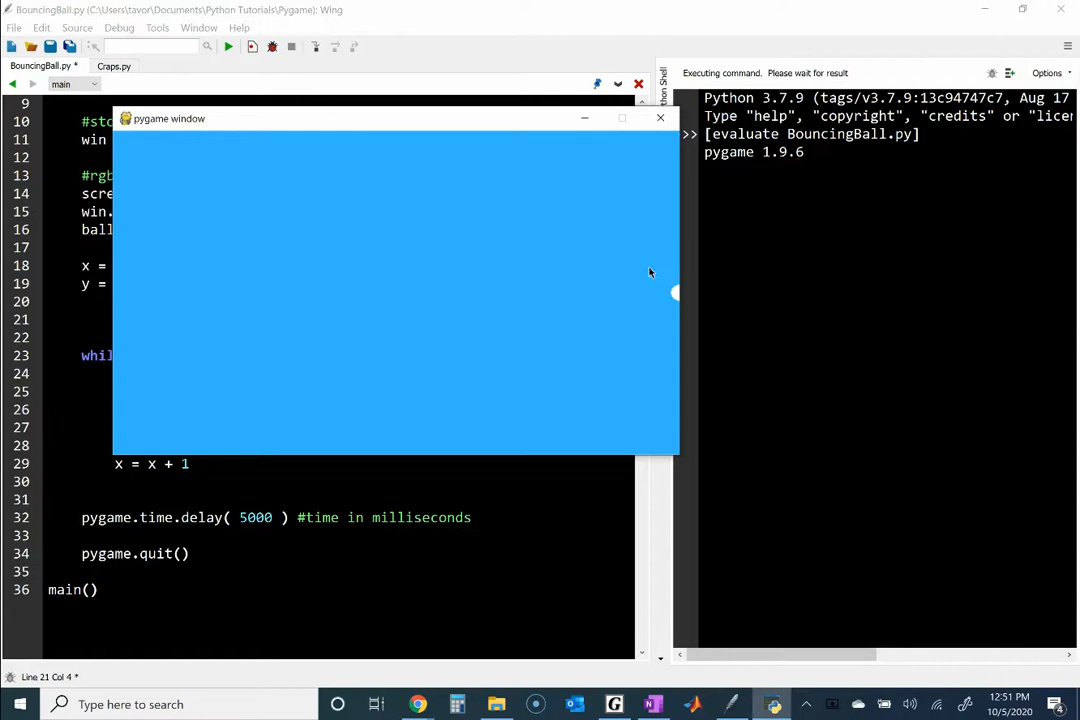 BouncingBall.py (C:\Users\tavor\Documents\Python Tutorials\Pygame): Wing
File Edit Source Debug Tools Window Help
BouncingBall.py * Craps.py
main
Executing command. Please wait for result
Options
Python Shell
Python 3.7.9 (tags/v3.7.9:13c94747c7, Aug 17
Type "help", "copyright", "credits" or "licen
>> [evaluate BouncingBall.py]
pygame 1.9.6
pygame window
9
10 #sto
11 win
12
13 #rgb
14 scre
15 win.
16 ball
17
18 x =
19 y =
20
21
22
23 whil
24
25
26
27
28
29 x = x + 1
30
31
32 pygame.time.delay( 5000 ) #time in milliseconds
33
34 pygame.quit()
35
36 main()
Line 21 Col 4 *
Type here to search
G
N
12:51 PM
10/5/2020
4